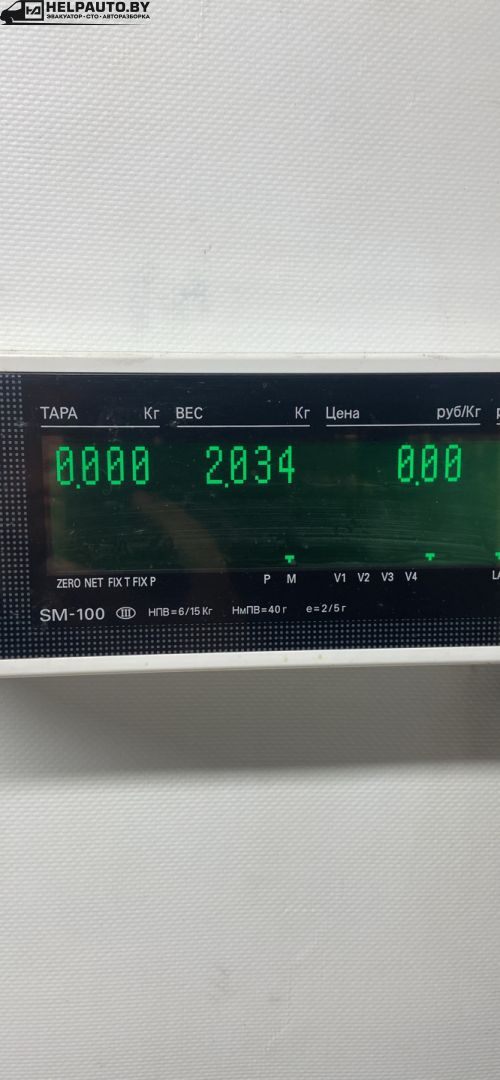 HELPAUTO.BY
ЭВАКУАТОР·СТО·АВТОРАЗБОРКА
ТАРА Кг ВЕС Кг Цена руб/Кг
0.000 2.034 0.00
ZERO NET FIX T FIX P P M V1 V2 V3 V4
SM-100 III НПВ=6/15 Кг НмПВ=40 г e=2/5 г